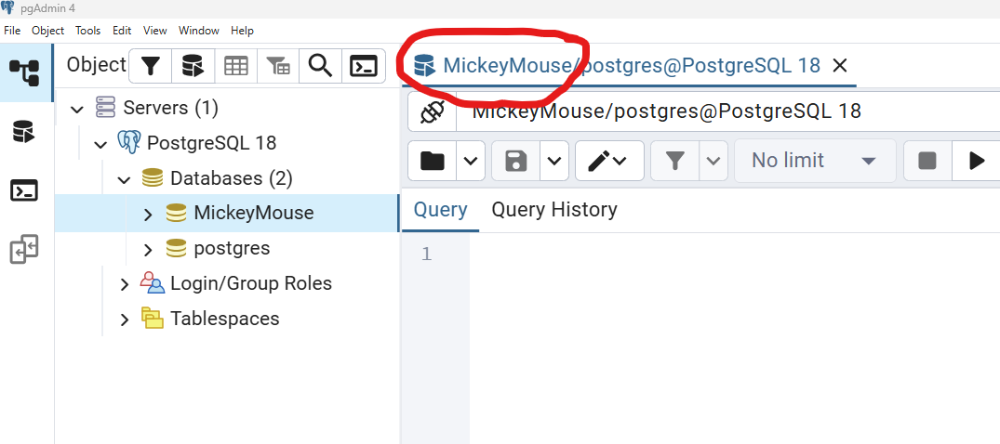 pgAdmin 4
File Object Tools Edit View Window Help
Object
MickeyMouse/postgres@PostgreSQL 18
Servers (1)
MickeyMouse/postgres@PostgreSQL 18
PostgreSQL 18
Databases (2)
No limit
MickeyMouse
Query Query History
postgres
1
Login/Group Roles
Tablespaces